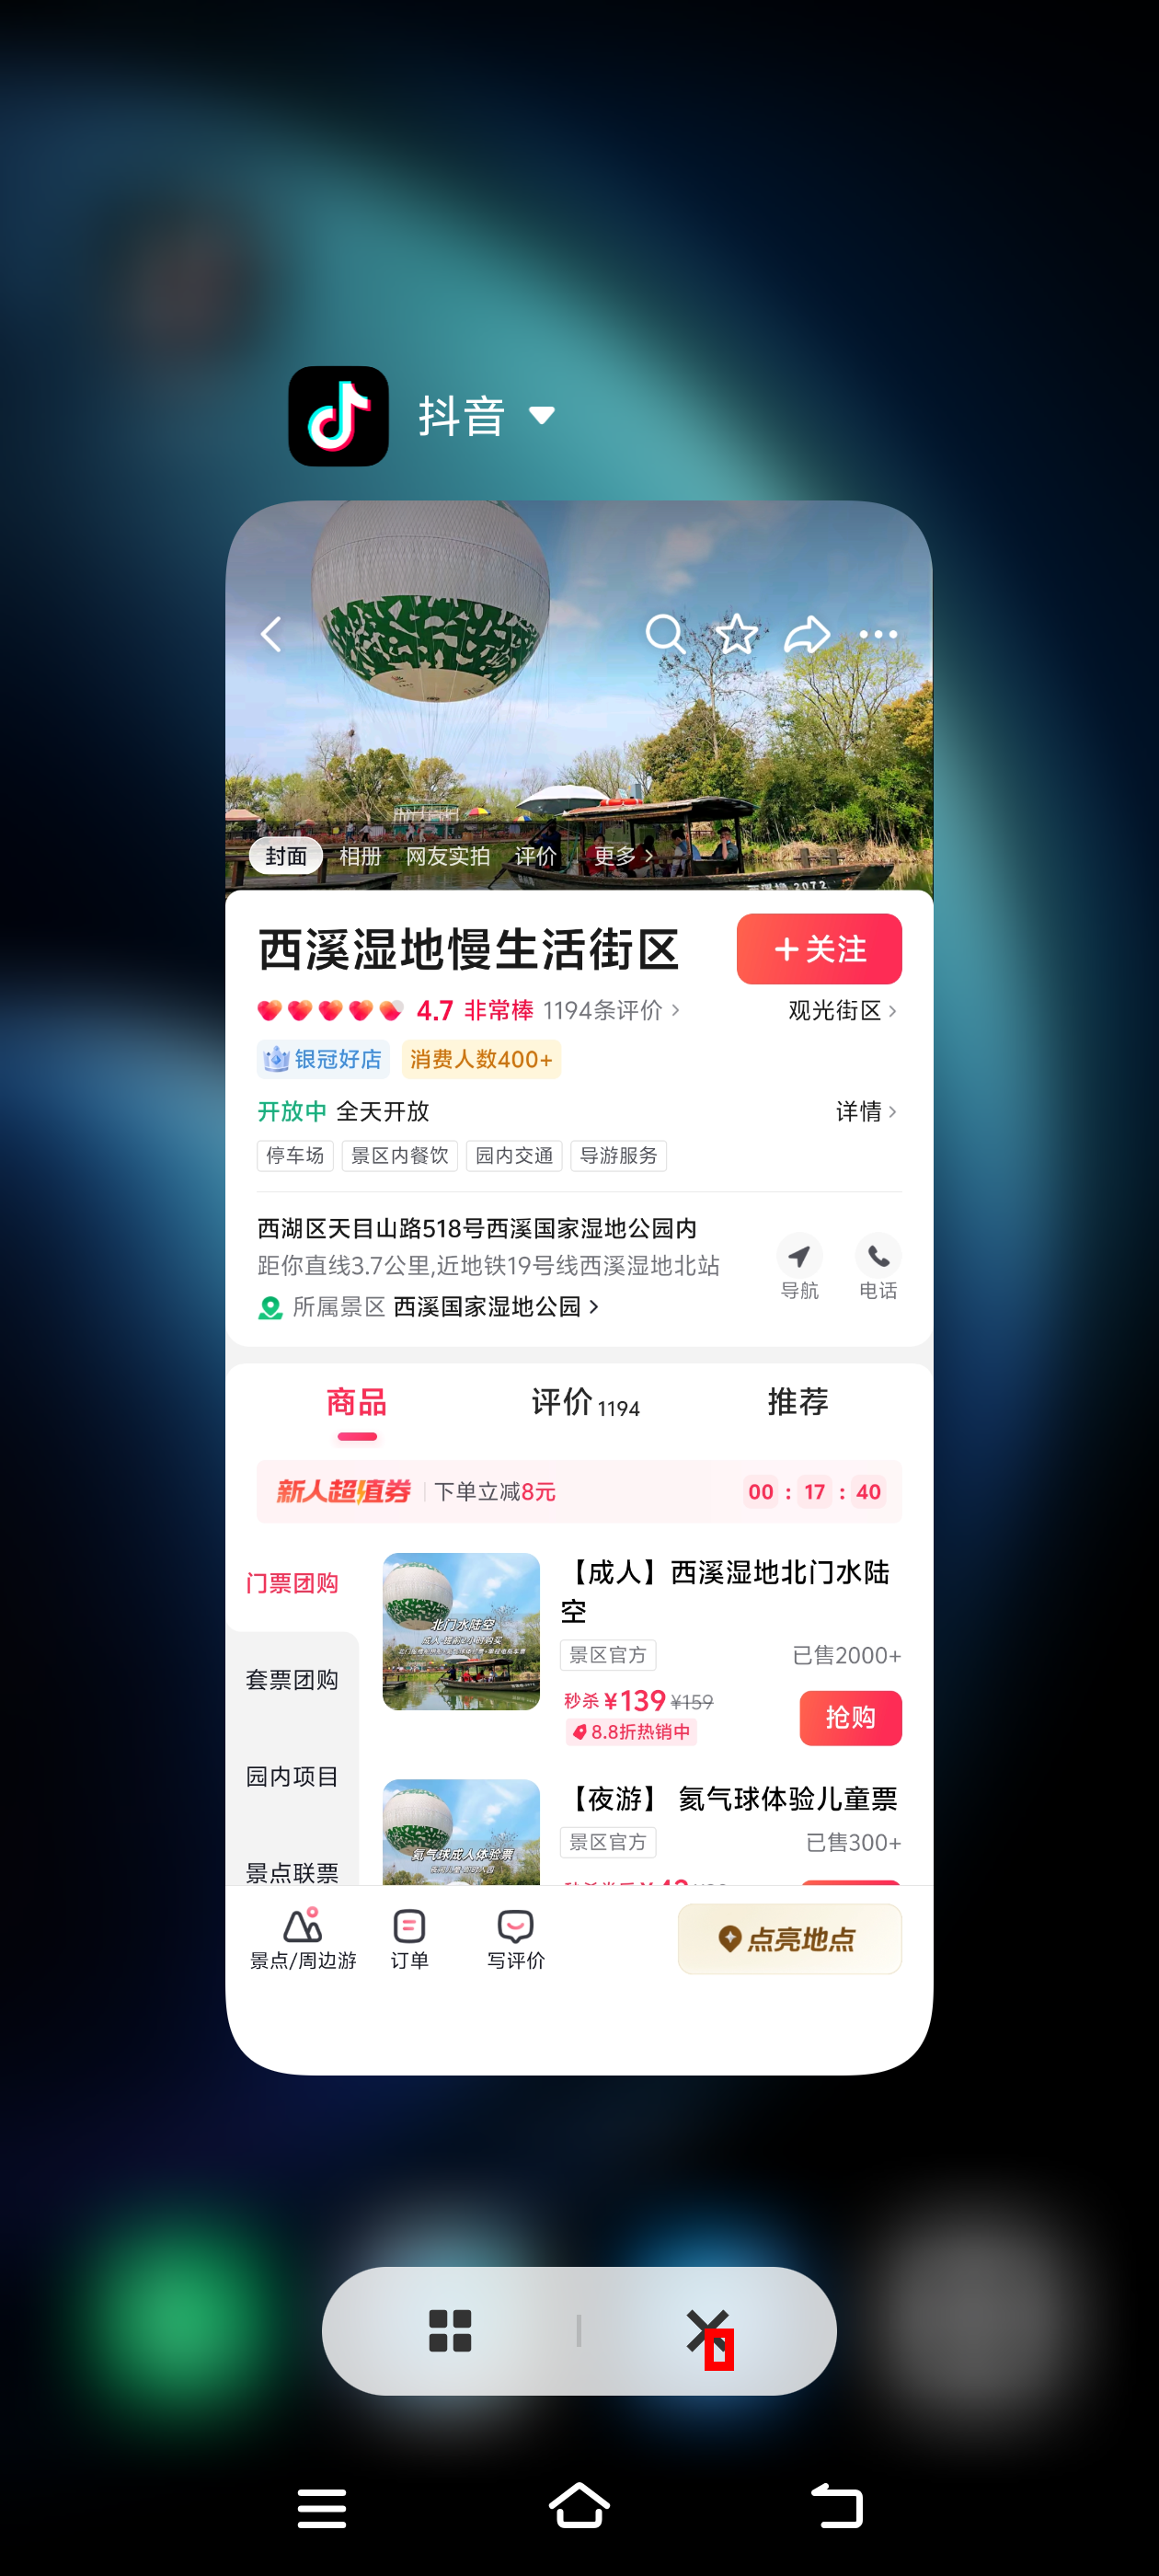 抖音
封面 相册 网友实拍 评价 更多
西溪湿地慢生活街区
+关注
4.7 非常棒 1194条评价
观光街区
银冠好店 消费人数400+
开放中 全天开放
详情
停车场 景区内餐饮 园内交通 导游服务
西湖区天目山路518号西溪国家湿地公园内
距你直线3.7公里,近地铁19号线西溪湿地北站
导航 电话
所属景区 西溪国家湿地公园
商品 评价 1194 推荐
新人超值券 下单立减8元 00 : 17 : 40
门票团购
套票团购
园内项目
景点联票
北门水陆空
【成人】西溪湿地北门水陆
空
景区官方 已售2000+
秒杀 ¥139 ¥159
8.8折热销中
抢购
氦气球成人体验票
【夜游】 氦气球体验儿童票
景区官方 已售300+
景点/周边游 订单 写评价
点亮地点